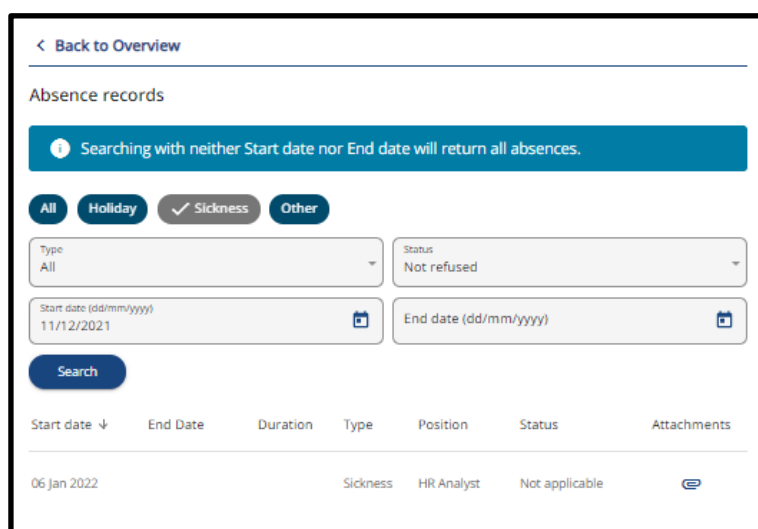 Back to Overview
Absence records
Searching with neither Start date nor End date will return all absences.
All Holiday Sickness Other
Type Status
All Not refused
Start date (dd/mm/yyyy)
11/12/2021 End date (dd/mm/yyyy)
Search
Start date End Date Duration Type Position Status Attachments
06 Jan 2022 Sickness HR Analyst Not applicable